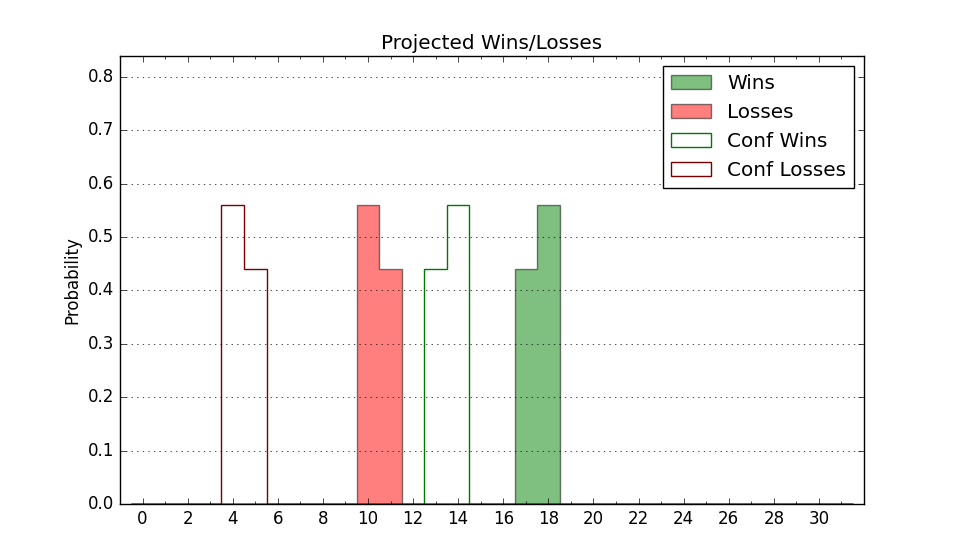 Projected Wins/Losses
Wins
Losses
Conf Wins
Conf Losses
Probability
0.8
0.7
0.6
0.5
0.4
0.3
0.2
0.1
0.0
0 2 4 6 8 10 12 14 16 18 20 22 24 26 28 30